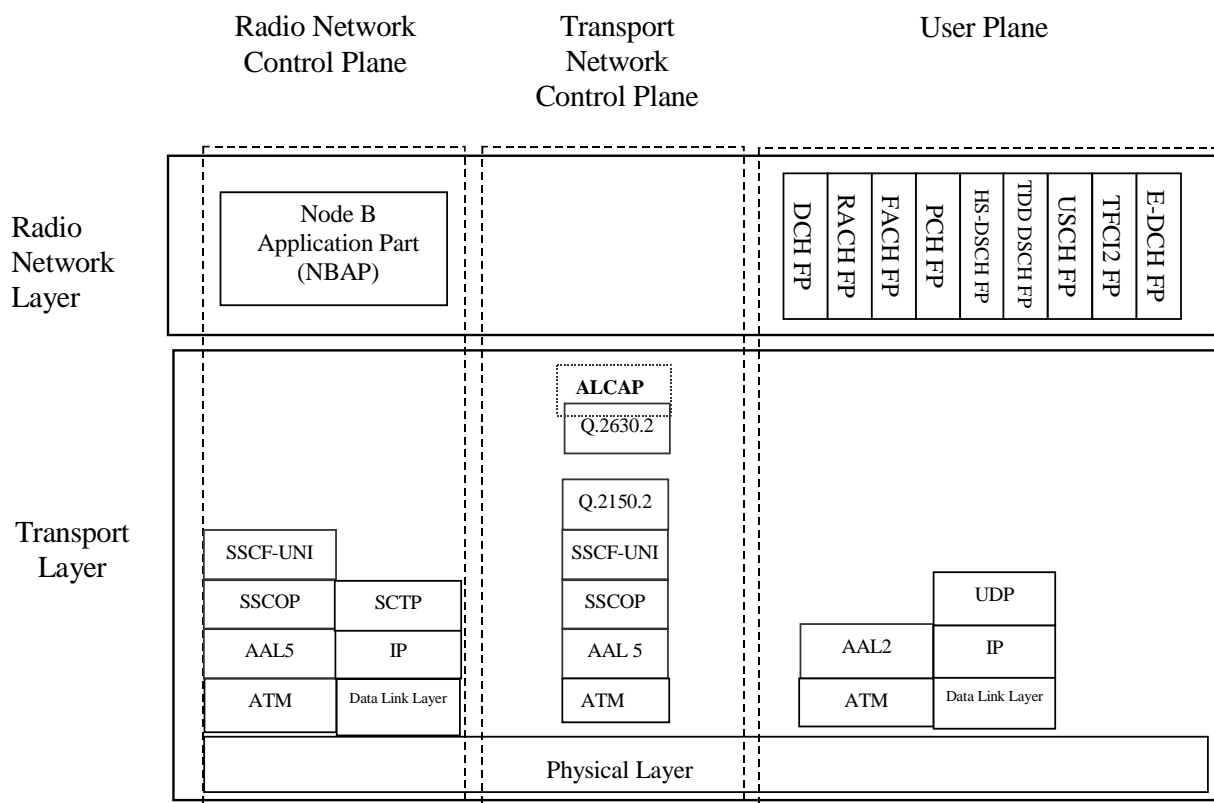 Radio Network
Control Plane
Transport
Network
Control Plane
User Plane
Radio
Network
Layer
Node B
Application Part
(NBAP)
DCH FP
RACH FP
FACH FP
PCH FP
HS-DSCH FP
TDD DSCH FP
USCH FP
TFCI2 FP
E-DCH FP
Transport
Layer
SSCF-UNI
SSCOP
AAL5
ATM
SCTP
IP
Data Link Layer
ALCAP
Q.2630.2
Q.2150.2
SSCF-UNI
SSCOP
AAL 5
ATM
AAL2
ATM
UDP
IP
Data Link Layer
Physical Layer